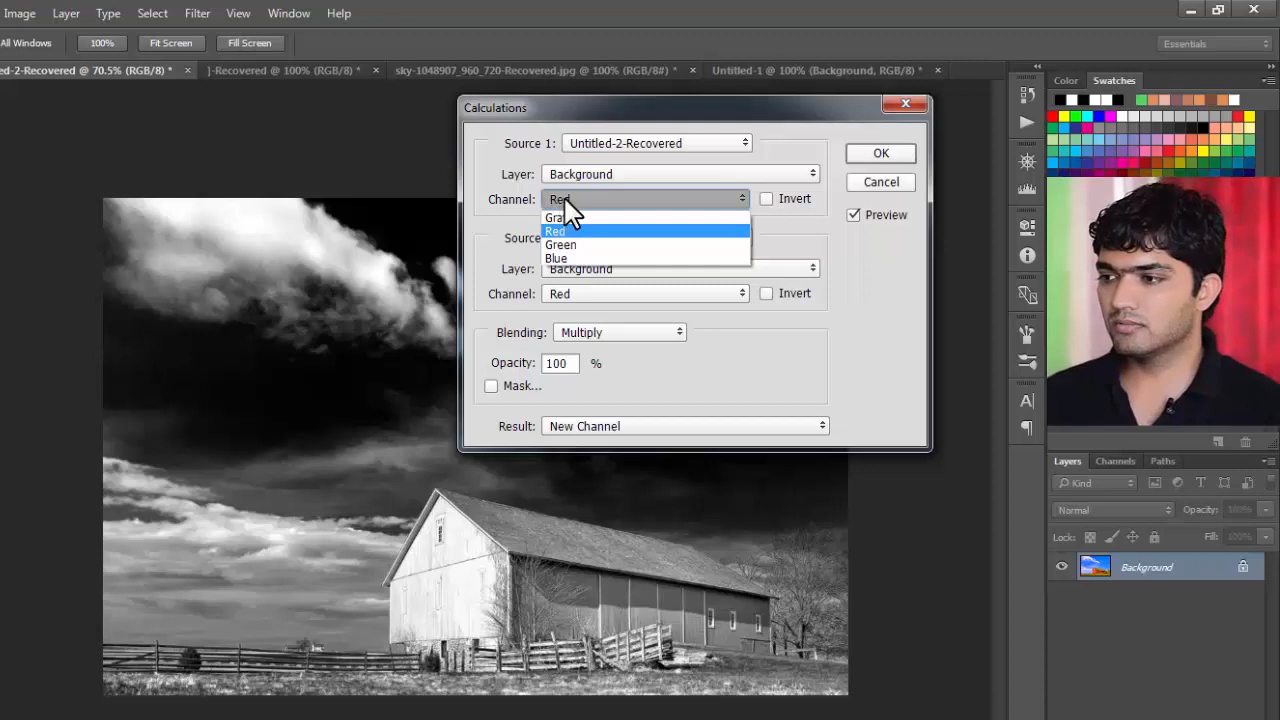 Image Layer Type Select Filter View Window Help
All Windows 100% Fit Screen Fill Screen Essentials
ed-2-Recovered @ 70.5% (RGB/8) * × ]-Recovered @ 100% (RGB/8) * × sky-1048907_960_720-Recovered.jpg @ 100% (RGB/8#) * × Untitled-1 @ 100% (Background, RGB/8) * ×
Color Swatches
Calculations
Source 1: Untitled-2-Recovered
OK
Layer: Background
Cancel
Channel: Red Invert
Preview
Red
Green
Blue
Layer: Background
Channel: Red Invert
Blending: Multiply
Opacity: 100 %
Mask...
Result: New Channel
Layers Channels Paths
Kind
Normal Opacity: 100%
Lock: Fill: 100%
Background